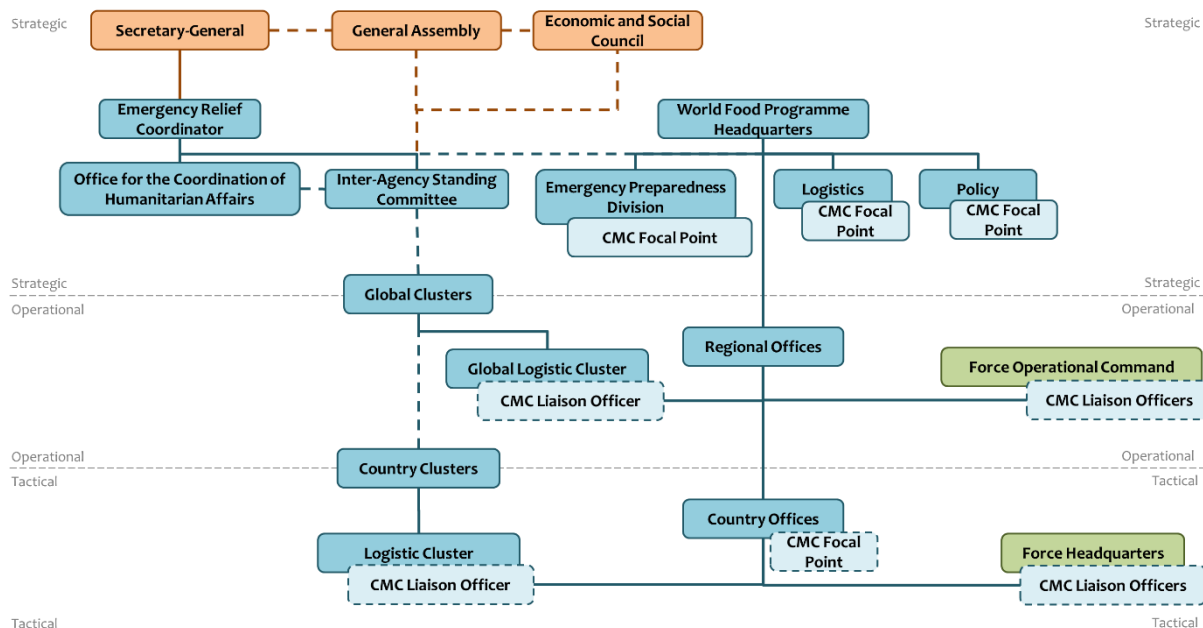 Strategic
Strategic
Secretary-General
General Assembly
Economic and Social
Council
Emergency Relief
Coordinator
World Food Programme
Headquarters
Office for the Coordination of
Humanitarian Affairs
Inter-Agency Standing
Committee
Emergency Preparedness
Division
CMC Focal Point
Logistics
CMC Focal
Point
Policy
CMC Focal
Point
Strategic
Strategic
Global Clusters
Operational
Operational
Regional Offices
Global Logistic Cluster
CMC Liaison Officer
Force Operational Command
CMC Liaison Officers
Operational
Operational
Country Clusters
Tactical
Tactical
Country Offices
CMC Focal
Point
Logistic Cluster
CMC Liaison Officer
Force Headquarters
CMC Liaison Officers
Tactical
Tactical